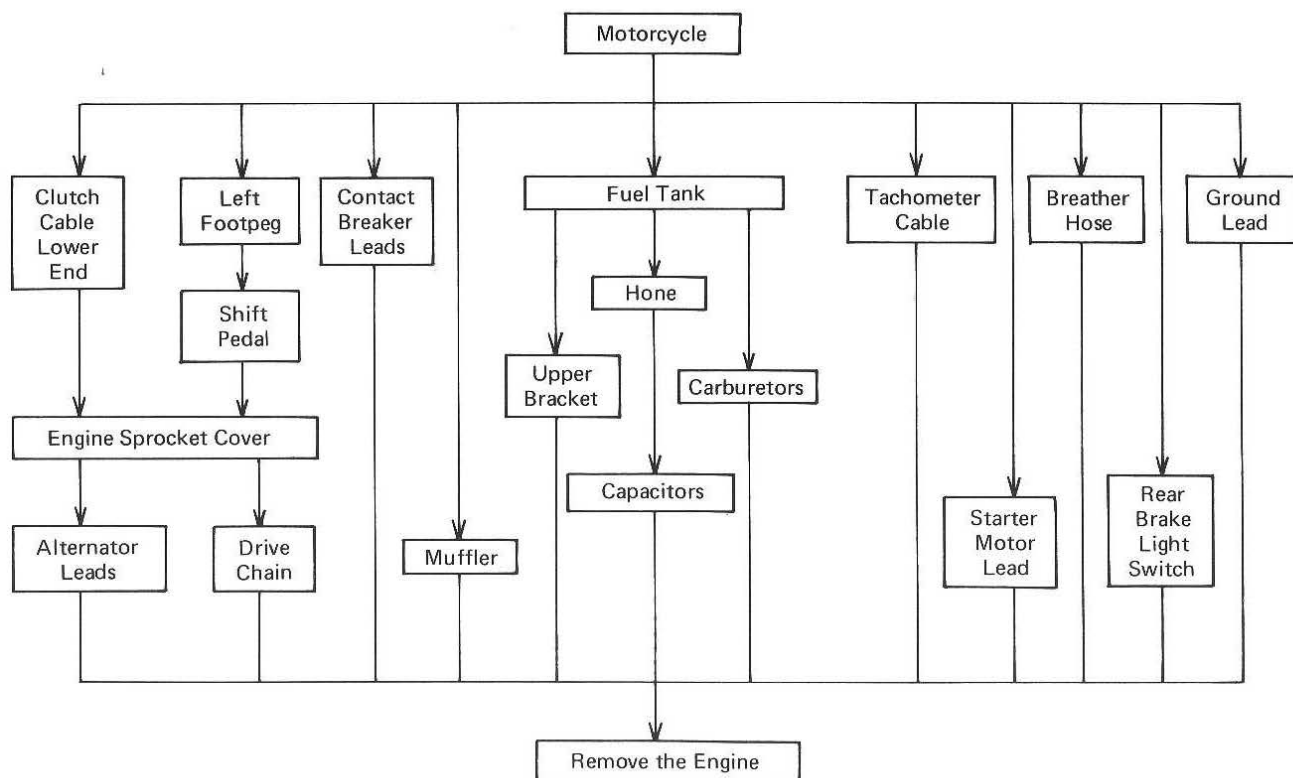 Motorcycle
Clutch
Cable
Lower
End
Left
Footpeg
Contact
Breaker
Leads
Fuel Tank
Tachometer
Cable
Breather
Hose
Ground
Lead
Shift
Pedal
Hone
Upper
Bracket
Carburetors
Engine Sprocket Cover
Capacitors
Alternator
Leads
Drive
Chain
Muffler
Starter
Motor
Lead
Rear
Brake
Light
Switch
Remove the Engine